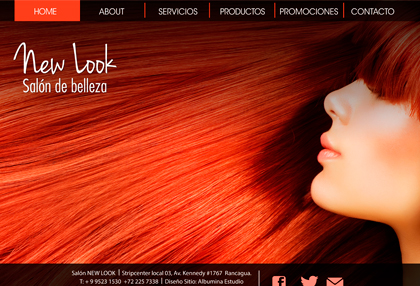 HOME ABOUT SERVICIOS PRODUCTOS PROMOCIONES CONTACTO
New Look
Salón de belleza
Salón NEW LOOK | Stripcenter local 03, Av. Kennedy #1767 Rancagua.
T: + 9 9523 1530 +72 225 7338 | Diseño Sitio: Albumina Estudio